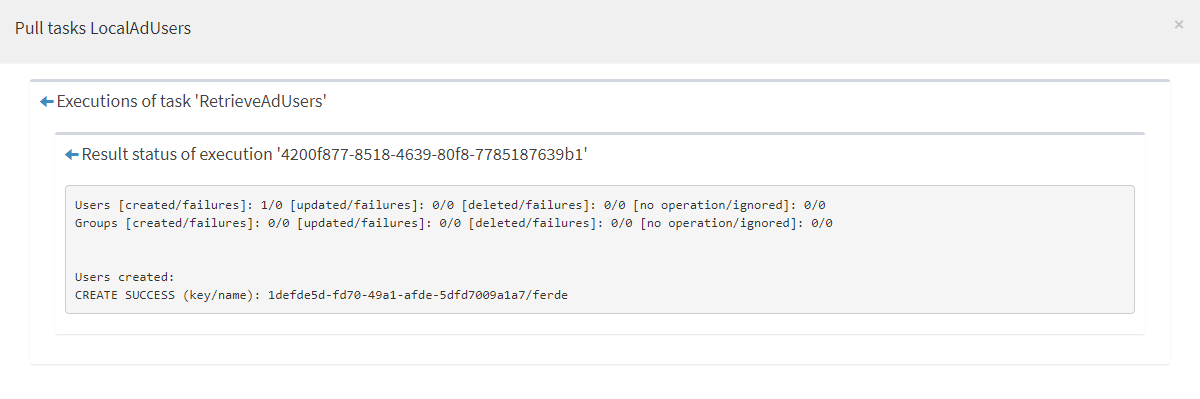 Pull tasks LocalAdUsers
×
Executions of task 'RetrieveAdUsers'
Result status of execution '4200f877-8518-4639-80f8-7785187639b1'
Users [created/failures]: 1/0 [updated/failures]: 0/0 [deleted/failures]: 0/0 [no operation/ignored]: 0/0
Groups [created/failures]: 0/0 [updated/failures]: 0/0 [deleted/failures]: 0/0 [no operation/ignored]: 0/0
Users created:
CREATE SUCCESS (key/name): 1defde5d-fd70-49a1-afde-5dfd7009a1a7/ferde